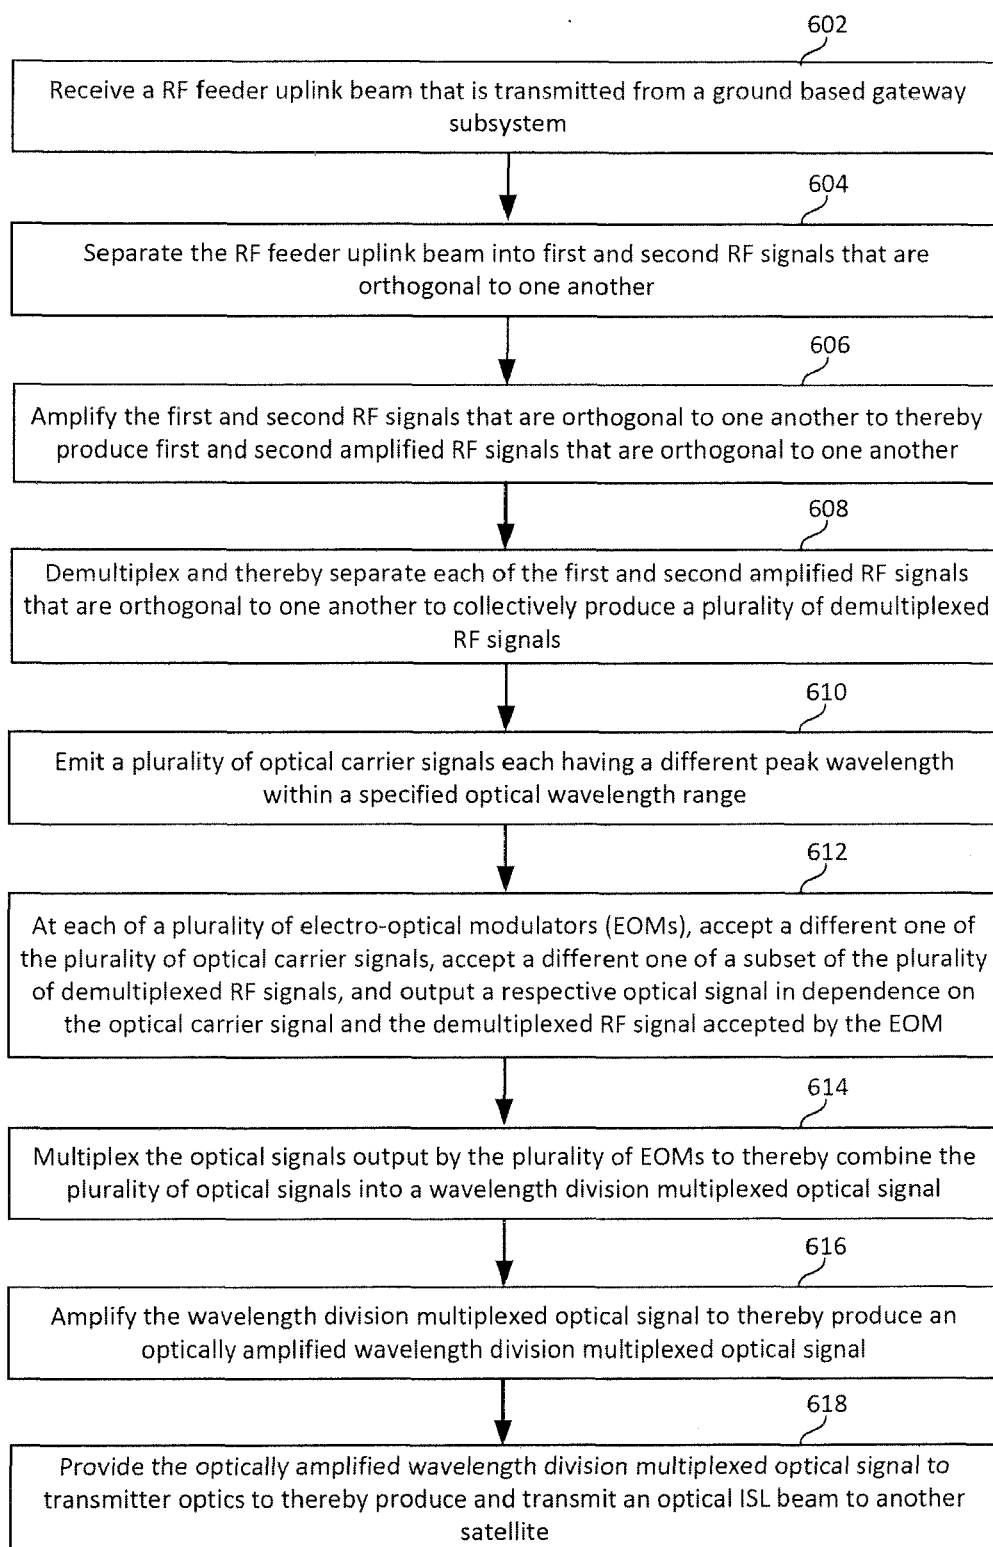 602
Receive a RF feeder uplink beam that is transmitted from a ground based gateway
subsystem
604
Separate the RF feeder uplink beam into first and second RF signals that are
orthogonal to one another
606
Amplify the first and second RF signals that are orthogonal to one another to thereby
produce first and second amplified RF signals that are orthogonal to one another
608
Demultiplex and thereby separate each of the first and second amplified RF signals
that are orthogonal to one another to collectively produce a plurality of demultiplexed
RF signals
610
Emit a plurality of optical carrier signals each having a different peak wavelength
within a specified optical wavelength range
612
At each of a plurality of electro-optical modulators (EOMs), accept a different one of
the plurality of optical carrier signals, accept a different one of a subset of the plurality
of demultiplexed RF signals, and output a respective optical signal in dependence on
the optical carrier signal and the demultiplexed RF signal accepted by the EOM
614
Multiplex the optical signals output by the plurality of EOMs to thereby combine the
plurality of optical signals into a wavelength division multiplexed optical signal
616
Amplify the wavelength division multiplexed optical signal to thereby produce an
optically amplified wavelength division multiplexed optical signal
618
Provide the optically amplified wavelength division multiplexed optical signal to
transmitter optics to thereby produce and transmit an optical ISL beam to another
satellite